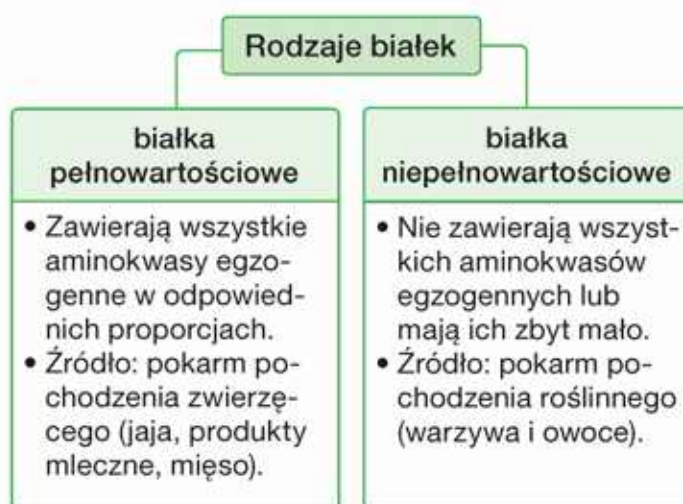 Rodzaje białek
białka
pełnowartościowe
• Zawierają wszystkie
aminokwasy egzo-
genne w odpowied-
nich proporcjach.
• Źródło: pokarm po-
chodzenia zwierzę-
cego (jaja, produkty
mleczne, mięso).
białka
niepełnowartościowe
• Nie zawierają wszyst-
kich aminokwasów
egzogennych lub
mają ich zbyt mało.
• Źródło: pokarm po-
chodzenia roślinnego
(warzywa i owoce).